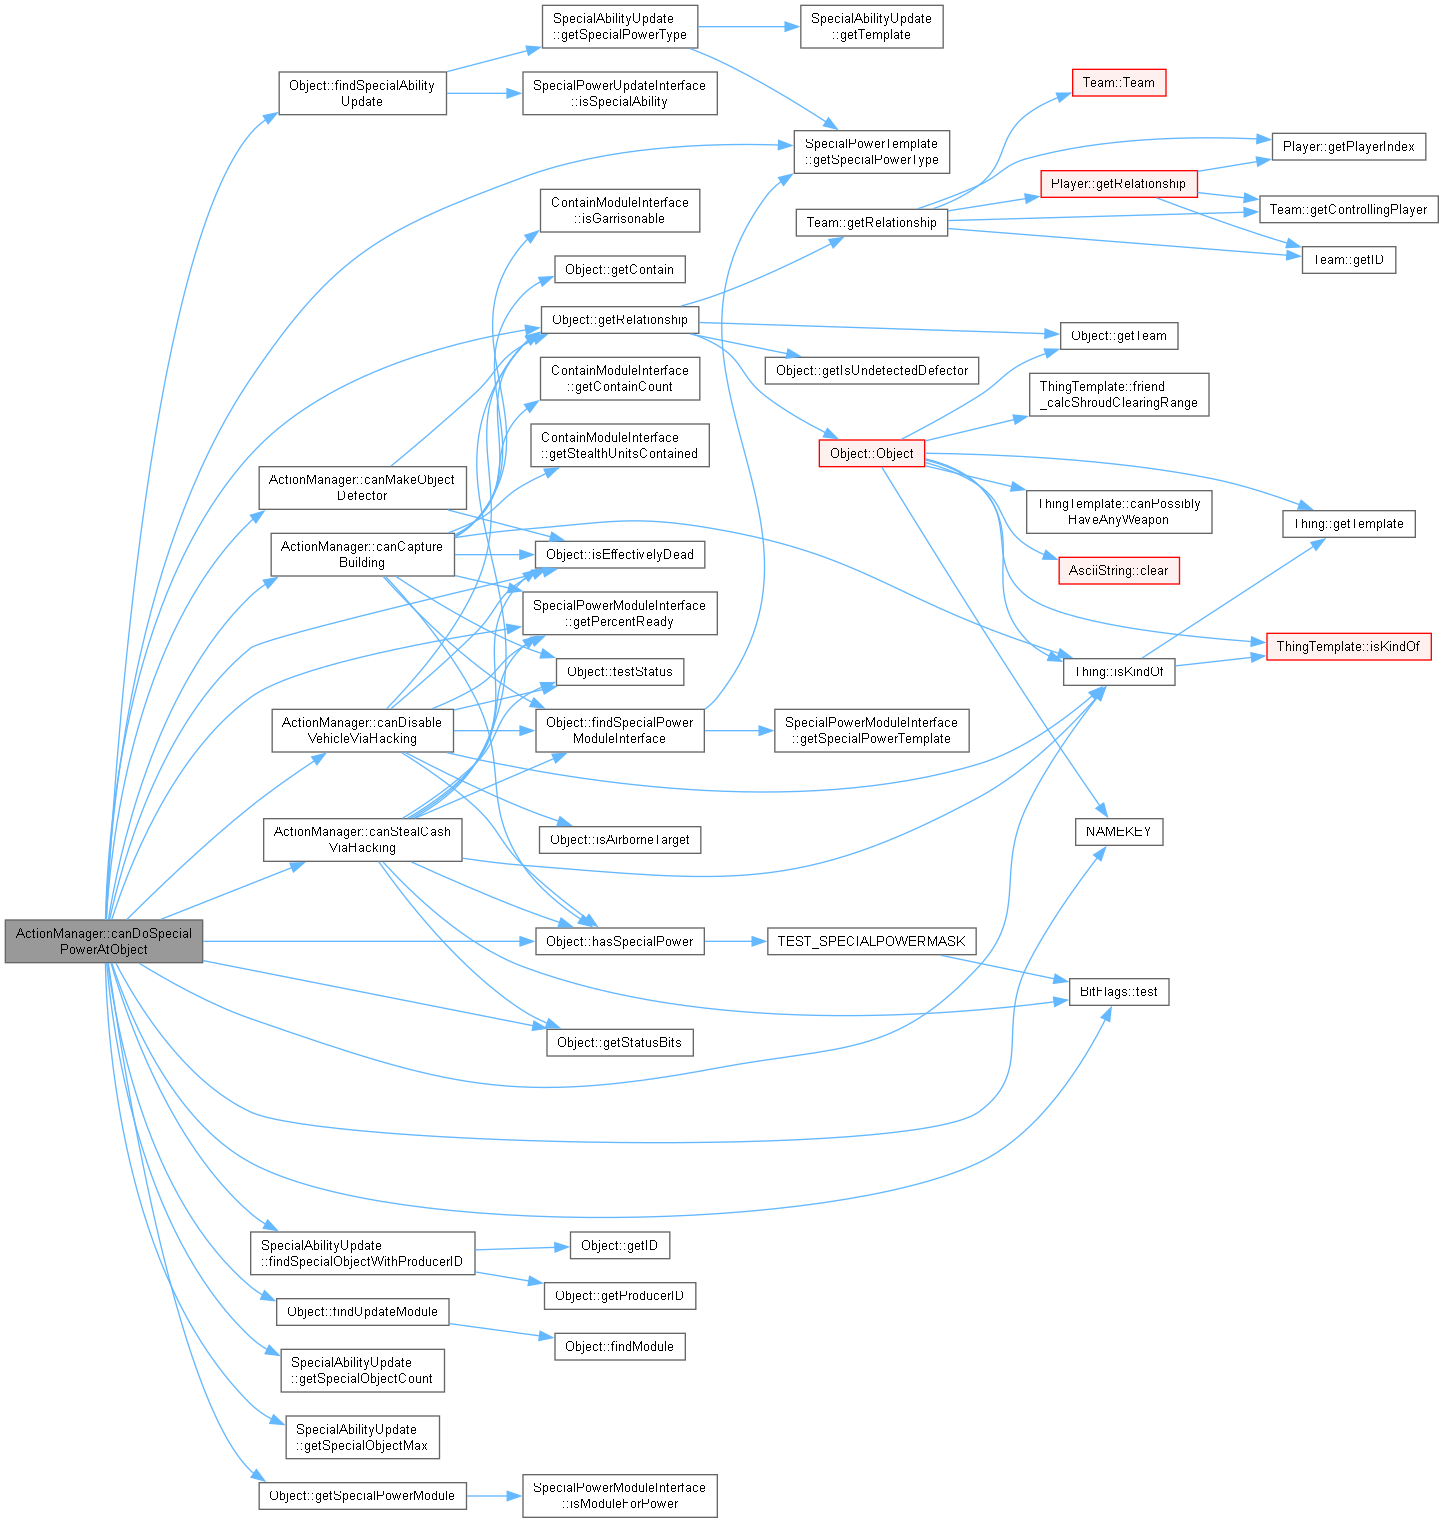 SpecialAbilityUpdate
::getSpecialPowerType
SpecialAbilityUpdate
::getTemplate
Object::findSpecialAbility
Update
SpecialPowerUpdateInterface
::isSpecialAbility
Team::Team
SpecialPowerTemplate
::getSpecialPowerType
Player::getPlayerIndex
Player::getRelationship
ContainModuleInterface
::isGarrisonable
Team::getRelationship
Team::getControllingPlayer
Object::getContain
Team::getID
Object::getRelationship
Object::getTeam
Object::getIsUndetectedDefector
ContainModuleInterface
::getContainCount
ThingTemplate::friend
_calcShroudClearingRange
ContainModuleInterface
::getStealthUnitsContained
Object::Object
ActionManager::canMakeObject
Detector
ThingTemplate::canPossibly
HaveAnyWeapon
Thing::getTemplate
ActionManager::canCapture
Building
Object::isEffectivelyDead
AsciiString::clear
SpecialPowerModuleInterface
::getPercentReady
ThingTemplate::isKindOf
Object::testStatus
Thing::isKindOf
ActionManager::canDisable
VehicleViaHacking
Object::findSpecialPower
ModuleInterface
SpecialPowerModuleInterface
::getSpecialPowerTemplate
ActionManager::canStealCash
ViaHacking
Object::isAirborneTarget
NAMEKEY
ActionManager::canDoSpecial
PowerAtObject
Object::hasSpecialPower
TEST_SPECIALPOWERMASK
BitFlags::test
Object::getStatusBits
SpecialAbilityUpdate
::findSpecialObjectWithProducerID
Object::getID
Object::getProducerID
Object::findUpdateModule
Object::findModule
SpecialAbilityUpdate
::getSpecialObjectCount
SpecialAbilityUpdate
::getSpecialObjectMax
Object::getSpecialPowerModule
SpecialPowerModuleInterface
::isModuleForPower